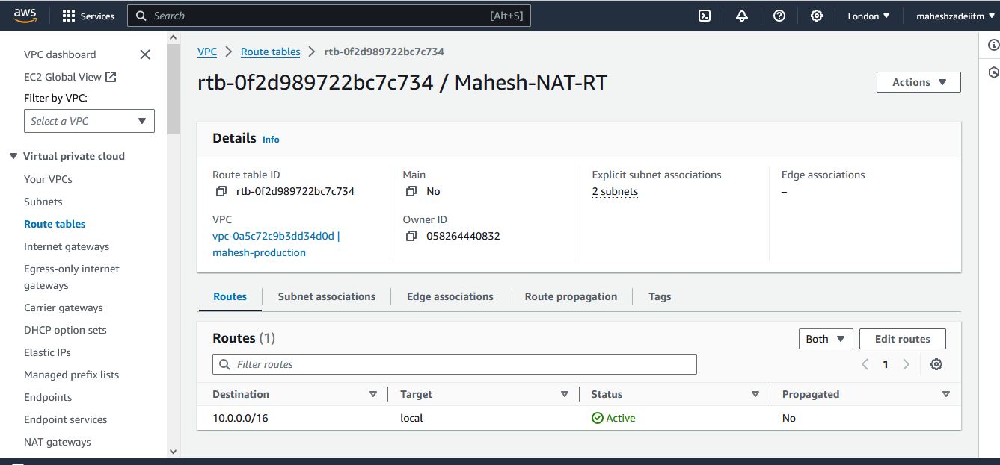 aws
Services
Search [Alt+S]
London
maheshzadeiitm
VPC dashboard
EC2 Global View
Filter by VPC:
Select a VPC
Virtual private cloud
Your VPCs
Subnets
Route tables
Internet gateways
Egress-only internet
gateways
Carrier gateways
DHCP option sets
Elastic IPs
Managed prefix lists
Endpoints
Endpoint services
NAT gateways
VPC > Route tables > rtb-0f2d989722bc7c734
rtb-0f2d989722bc7c734 / Mahesh-NAT-RT
Actions
Details Info
Route table ID
rtb-0f2d989722bc7c734
Main
No
Explicit subnet associations
2 subnets
Edge associations
–
VPC
vpc-0a5c72c9b3dd34d0d |
mahesh-production
Owner ID
058264440832
Routes
Subnet associations
Edge associations
Route propagation
Tags
Routes (1)
Both
Edit routes
Filter routes
1
Destination Target Status Propagated
10.0.0.0/16 local Active No